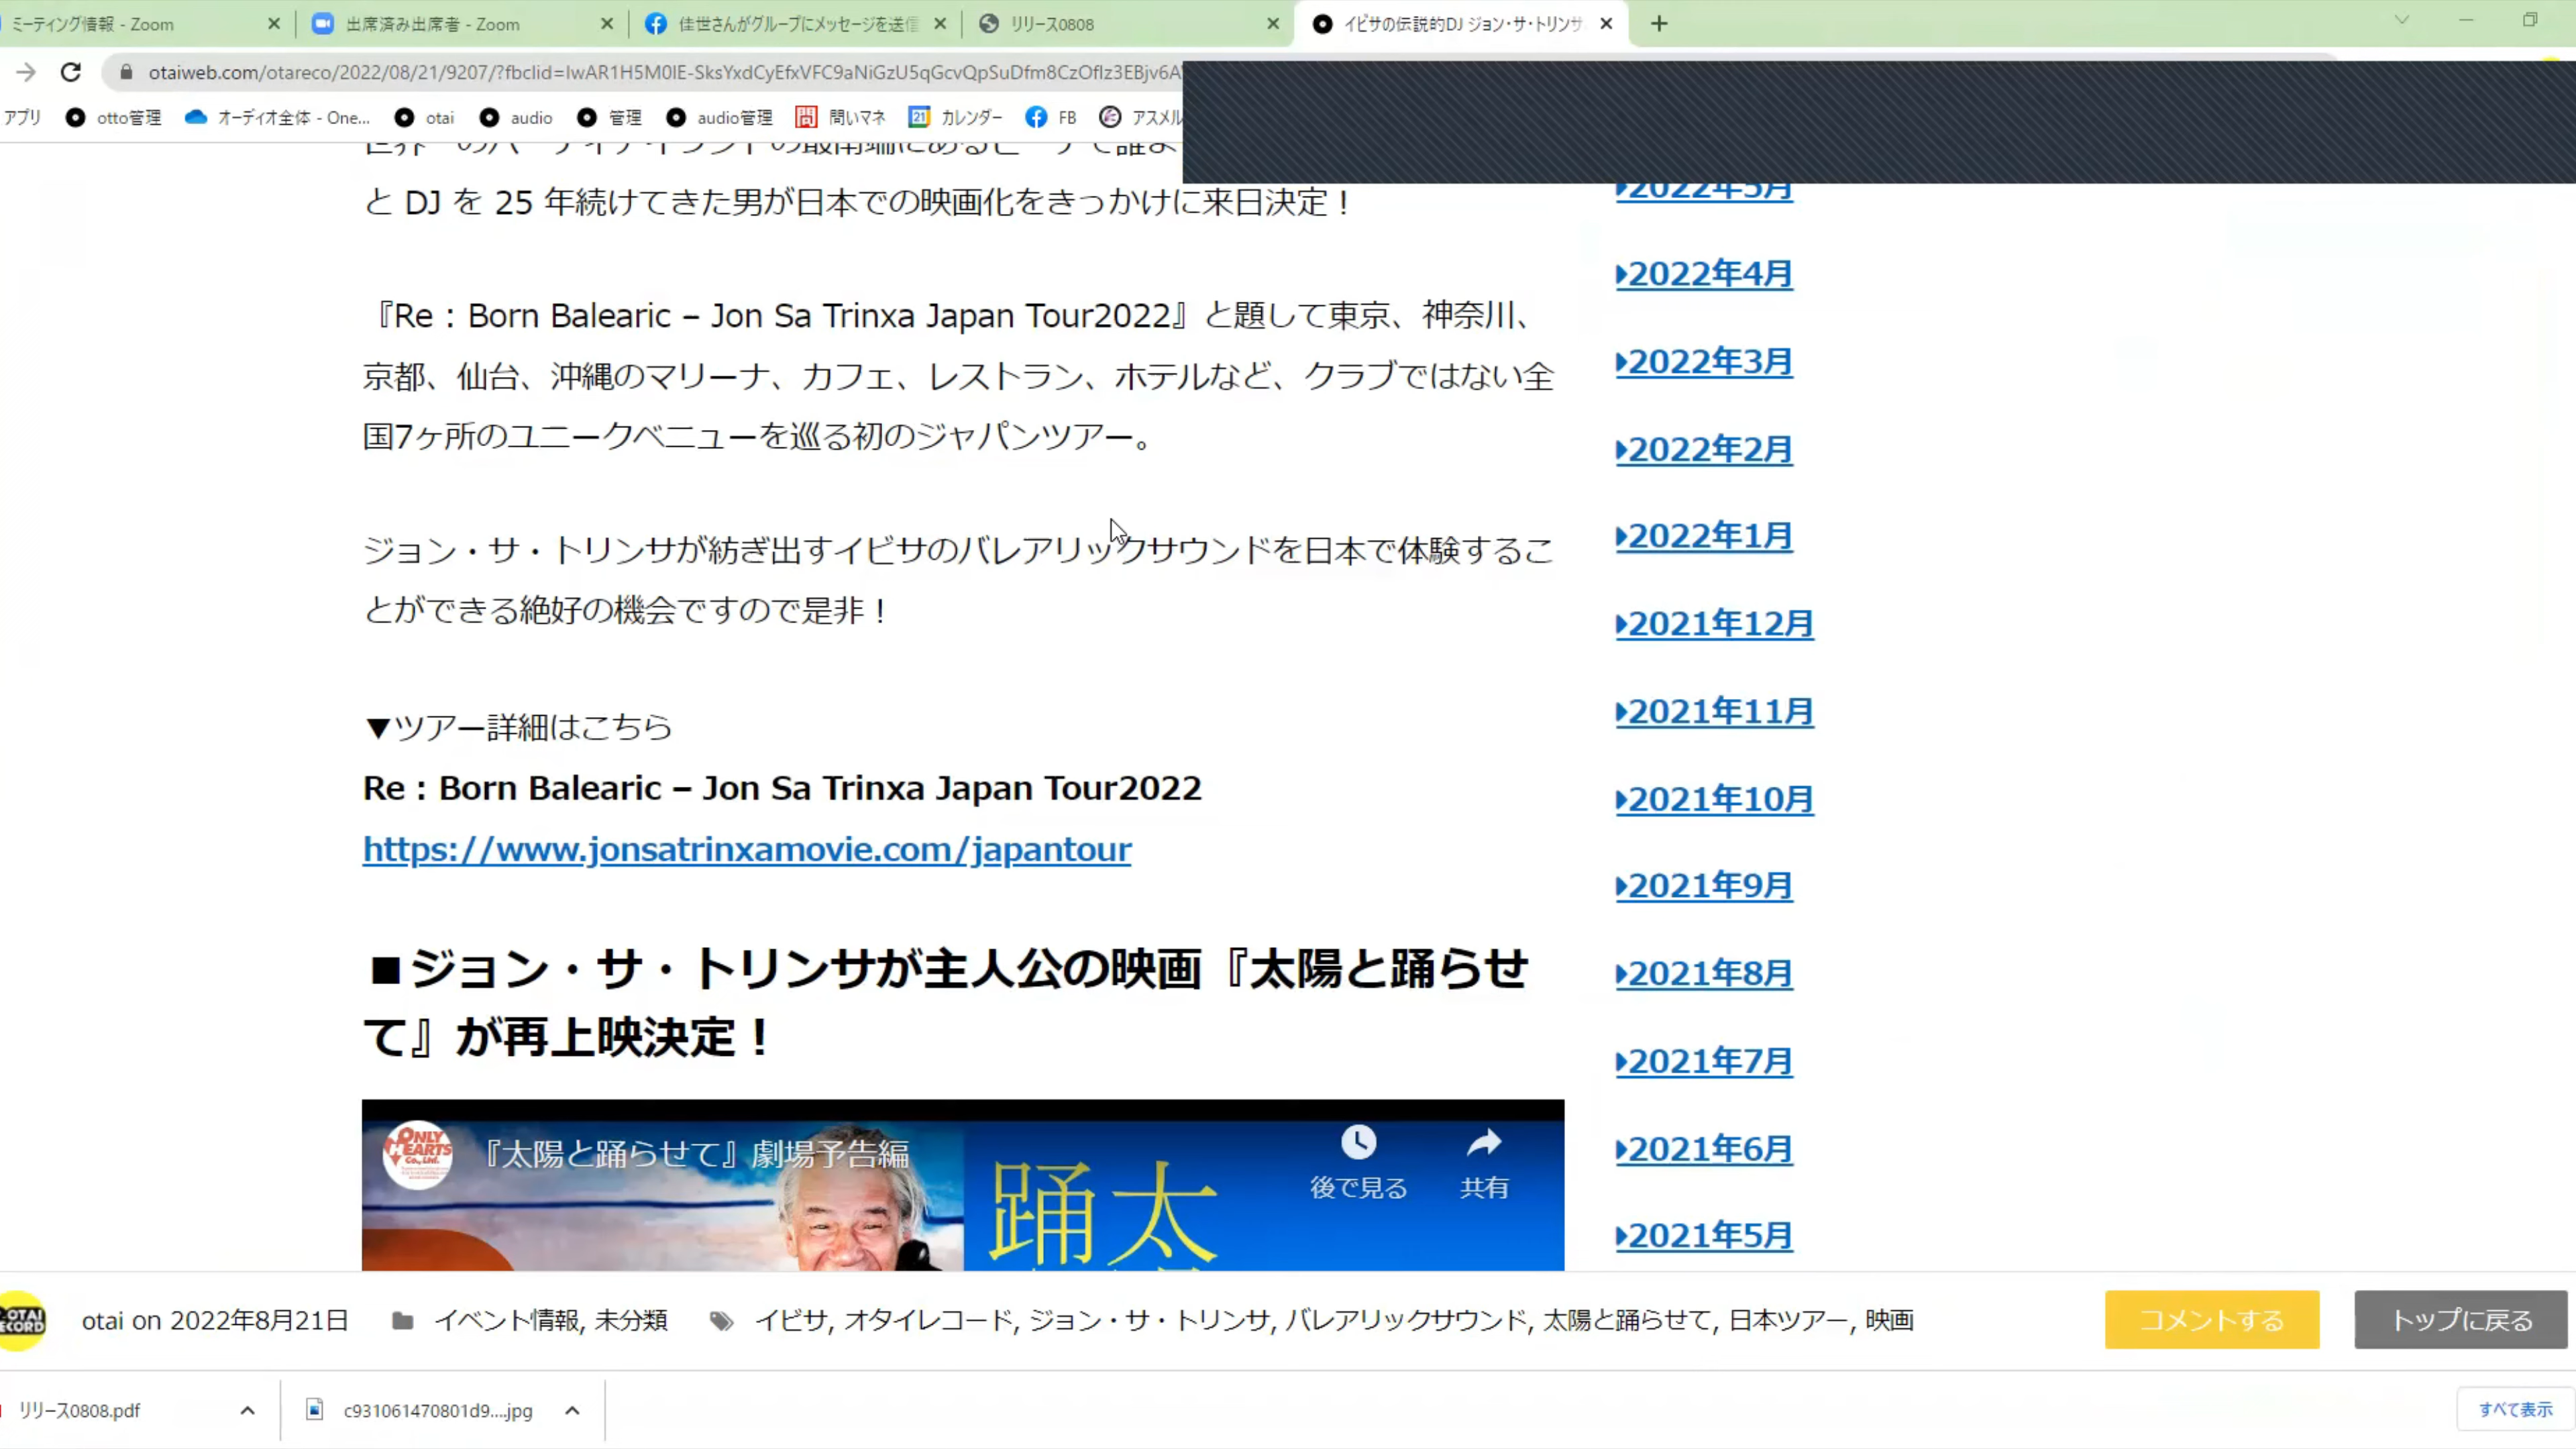 ミーティング情報 - Zoom
出席済み出席者 - Zoom
佳世さんがグループにメッセージを送信
リリース0808
イビサの伝説的DJ ジョン・サ・トリンサ
otaiweb.com/otareco/2022/08/21/9207/?fbclid=IwAR1H5M0IE-SksYxdCyEfxVFC9aNiGzU5qGcvQpSuDfm8CzOfIz3EBjv6A
アプリ
otto管理
オーディオ全体 - One...
otai
audio
管理
audio管理
問いマネ
カレンダー
FB
アスメル
と DJ を 25 年続けてきた男が日本での映画化をきっかけに来日決定！
『Re : Born Balearic – Jon Sa Trinxa Japan Tour2022』と題して東京、神奈川、
京都、仙台、沖縄のマリーナ、カフェ、レストラン、ホテルなど、クラブではない全
国7ヶ所のユニークベニューを巡る初のジャパンツアー。
ジョン・サ・トリンサが紡ぎ出すイビサのバレアリックサウンドを日本で体験するこ
とができる絶好の機会ですので是非！
▼ツアー詳細はこちら
Re : Born Balearic – Jon Sa Trinxa Japan Tour2022
https://www.jonsatrinxamovie.com/japantour
■ジョン・サ・トリンサが主人公の映画『太陽と踊らせ
て』が再上映決定！
ONLY HEARTS Co., Ltd.
『太陽と踊らせて』劇場予告編
後で見る
共有
太
踊
2022年5月
2022年4月
2022年3月
2022年2月
2022年1月
2021年12月
2021年11月
2021年10月
2021年9月
2021年8月
2021年7月
2021年6月
2021年5月
OTAI RECORD
otai on 2022年8月21日
イベント情報, 未分類
イビサ, オタイレコード, ジョン・サ・トリンサ, バレアリックサウンド, 太陽と踊らせて, 日本ツアー, 映画
コメントする
トップに戻る
リリース0808.pdf
c931061470801d9....jpg
すべて表示